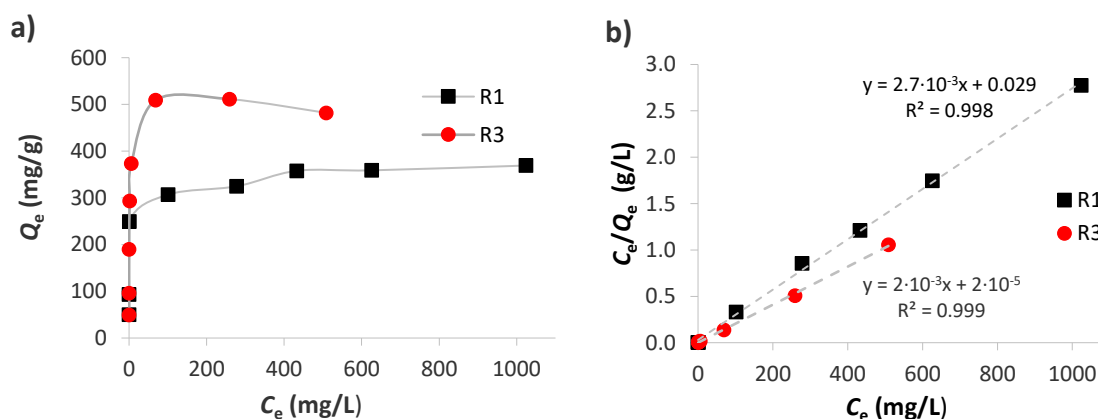 a)
600
500
400
300
200
100
0
Qe (mg/g)
0 200 400 600 800 1000
Ce (mg/L)
R1
R3
b)
3.0
2.5
2.0
1.5
1.0
0.5
0.0
Ce/Qe (g/L)
0 200 400 600 800 1000
Ce (mg/L)
y = 2.7·10⁻³x + 0.029
R² = 0.998
R1
R3
y = 2·10⁻³x + 2·10⁻⁵
R² = 0.999